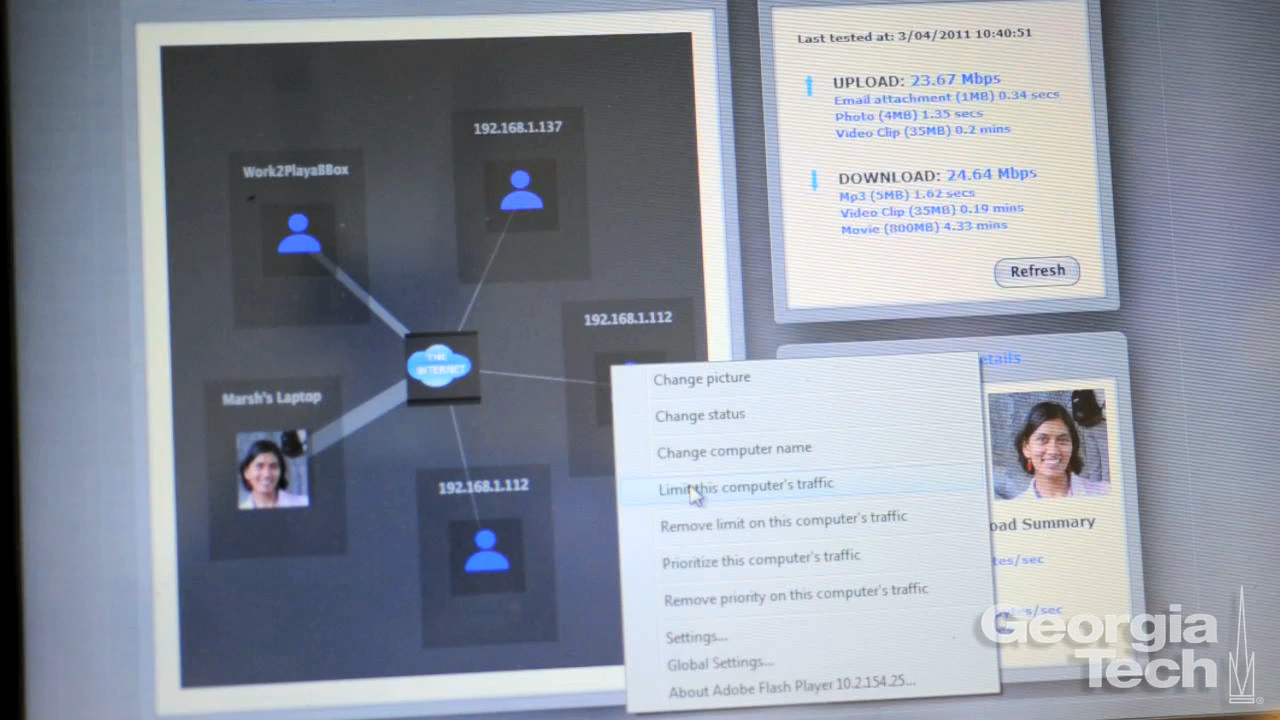 Work2PlayaBBox
192.168.1.137
192.168.1.112
THE
INTERNET
Marsh's Laptop
192.168.1.112
Last tested at: 3/04/2011 10:40:51
UPLOAD: 23.67 Mbps
Email attachment (1MB) 0.34 secs
Photo (4MB) 1.35 secs
Video Clip (35MB) 0.2 mins
DOWNLOAD: 24.64 Mbps
Mp3 (5MB) 1.62 secs
Video Clip (35MB) 0.19 mins
Movie (800MB) 4.33 mins
Refresh
Change picture
Change status
Change computer name
Limit this computer's traffic
Remove limit on this computer's traffic
Prioritize this computer's traffic
Remove priority on this computer's traffic
Settings...
Global Settings...
About Adobe Flash Player 10.2.154.25...
Summary
Georgia
Tech